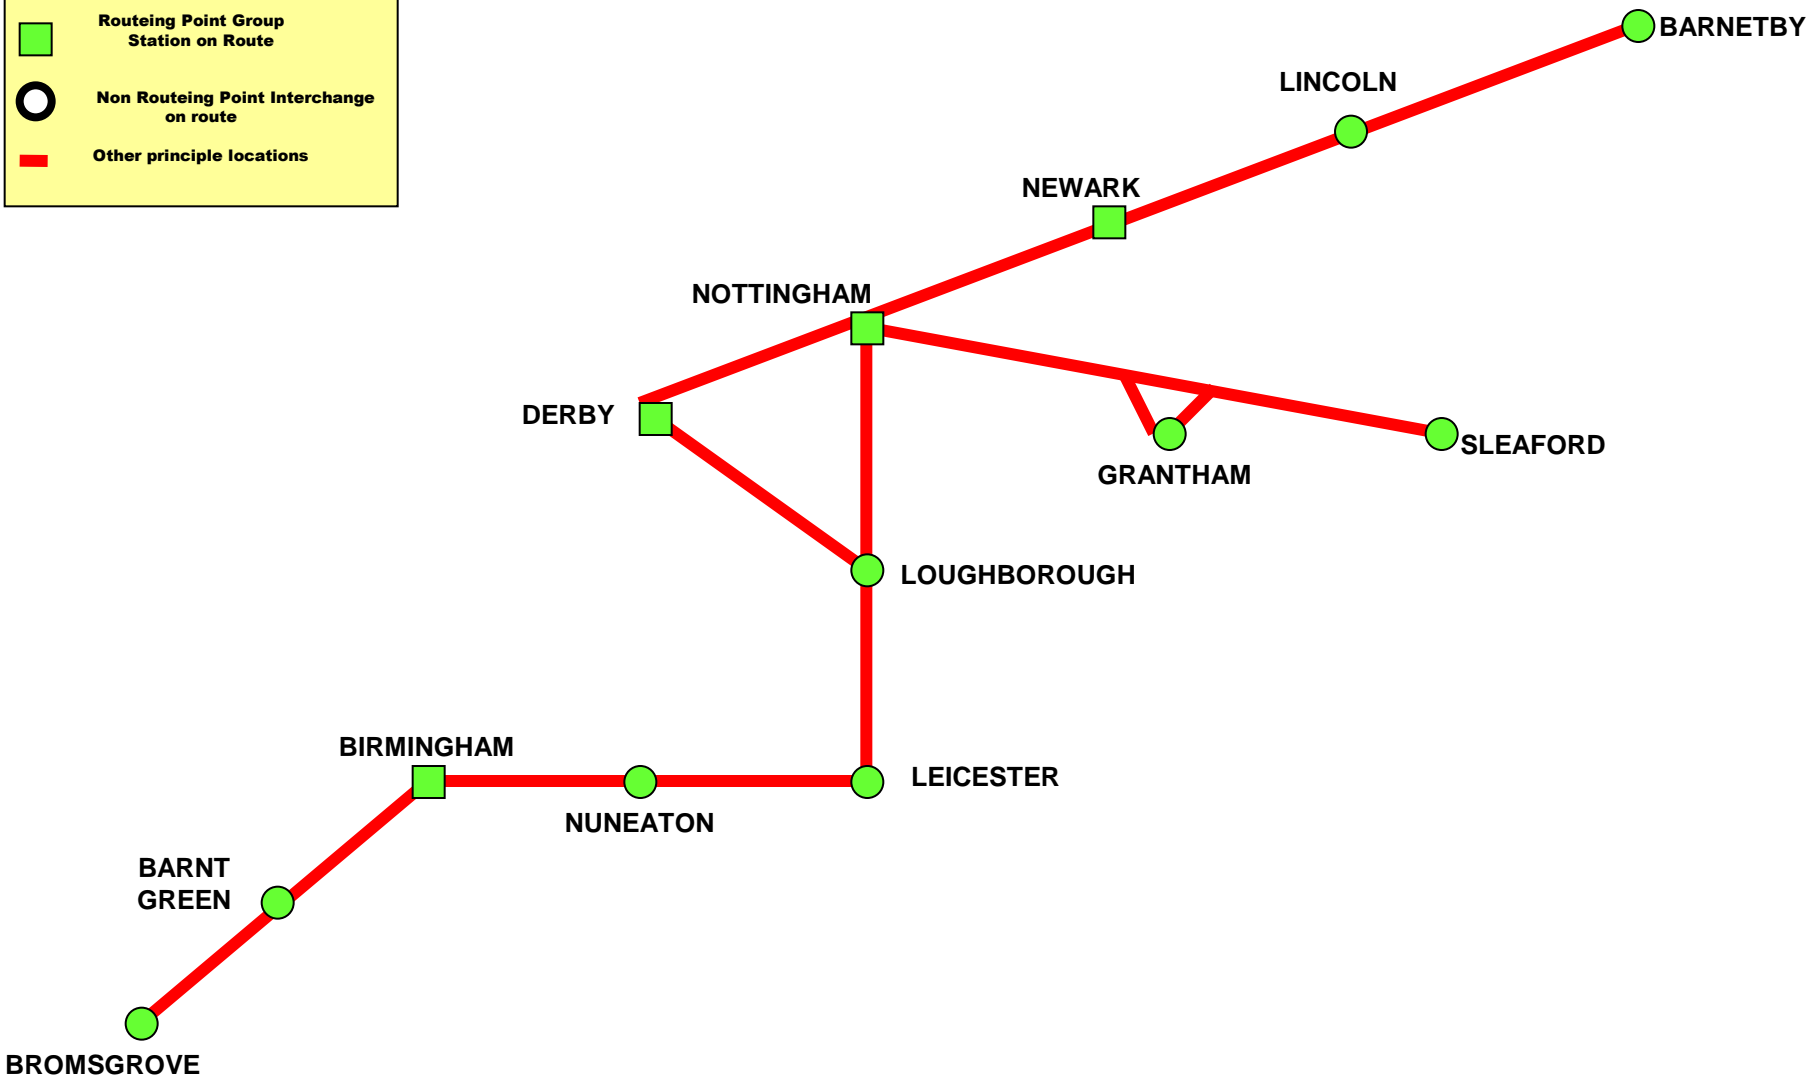 Routeing Point Group
Station on Route
Non Routeing Point Interchange
on route
Other principle locations
BARNETBY
LINCOLN
NEWARK
NOTTINGHAM
DERBY
SLEAFORD
GRANTHAM
LOUGHBOROUGH
BIRMINGHAM
LEICESTER
NUNEATON
BARNT
GREEN
BROMSGROVE